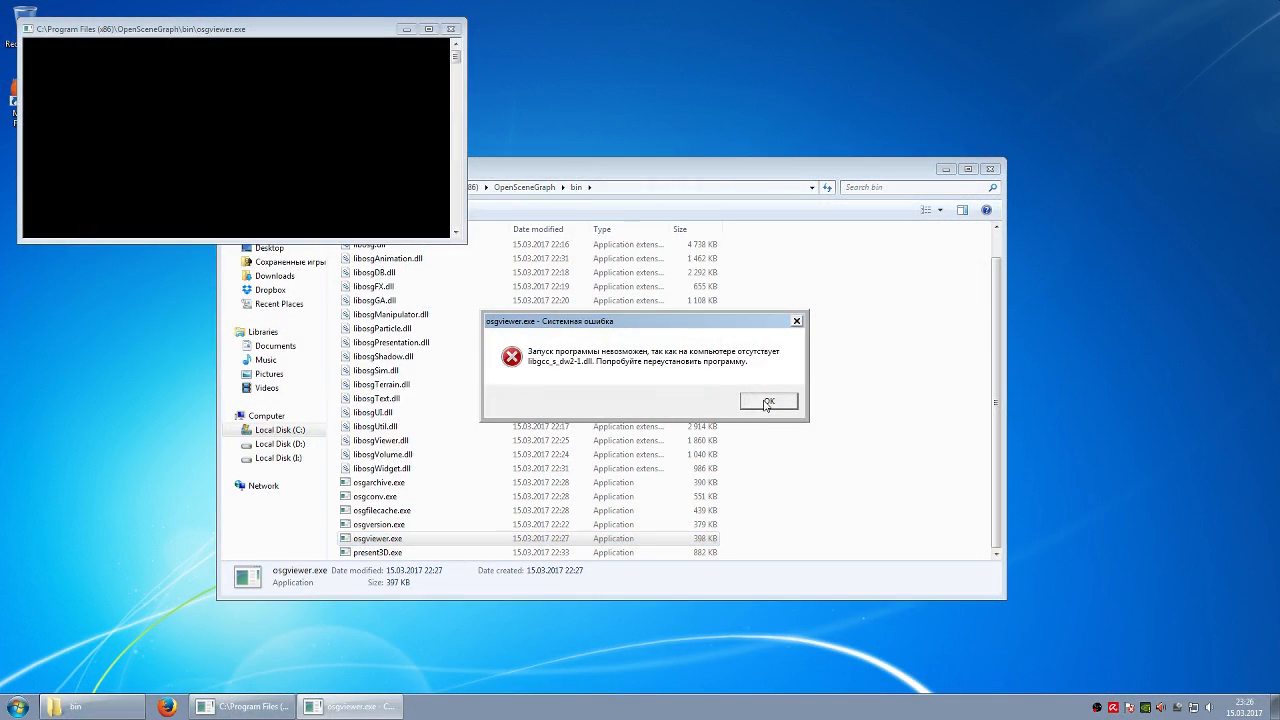 C:\Program Files (x86)\OpenSceneGraph\bin\osgviewer.exe
OpenSceneGraph
bin
Search bin
Date modified
Type
Size
Desktop
Сохраненные игры
Downloads
Dropbox
Recent Places
Libraries
Documents
Music
Pictures
Videos
Computer
Local Disk (C:)
Local Disk (D:)
Local Disk (I:)
Network
15.03.2017 22:16 Application extens... 4 738 KB
libosgAnimation.dll 15.03.2017 22:31 Application extens... 1 462 KB
libosgDB.dll 15.03.2017 22:18 Application extens... 2 292 KB
libosgFX.dll 15.03.2017 22:19 Application extens... 655 KB
libosgGA.dll 15.03.2017 22:20 Application extens... 1 108 KB
libosgManipulator.dll
libosgParticle.dll
libosgPresentation.dll
libosgShadow.dll
libosgSim.dll
libosgTerrain.dll
libosgText.dll
libosgUI.dll
libosgUtil.dll 15.03.2017 22:17 Application extens... 2 914 KB
libosgViewer.dll 15.03.2017 22:25 Application extens... 1 860 KB
libosgVolume.dll 15.03.2017 22:24 Application extens... 1 040 KB
libosgWidget.dll 15.03.2017 22:31 Application extens... 986 KB
osgarchive.exe 15.03.2017 22:28 Application 390 KB
osgconv.exe 15.03.2017 22:28 Application 551 KB
osgfilecache.exe 15.03.2017 22:28 Application 439 KB
osgversion.exe 15.03.2017 22:22 Application 379 KB
osgviewer.exe 15.03.2017 22:27 Application 398 KB
present3D.exe 15.03.2017 22:33 Application 882 KB
osgviewer.exe - Системная ошибка
Запуск программы невозможен, так как на компьютере отсутствует
libgcc_s_dw2-1.dll. Попробуйте переустановить программу.
OK
osgviewer.exe Date modified: 15.03.2017 22:27 Date created: 15.03.2017 22:27
Application Size: 397 KB
bin
C:\Program Files (...
osgviewer.exe - С...
23:26
15.03.2017